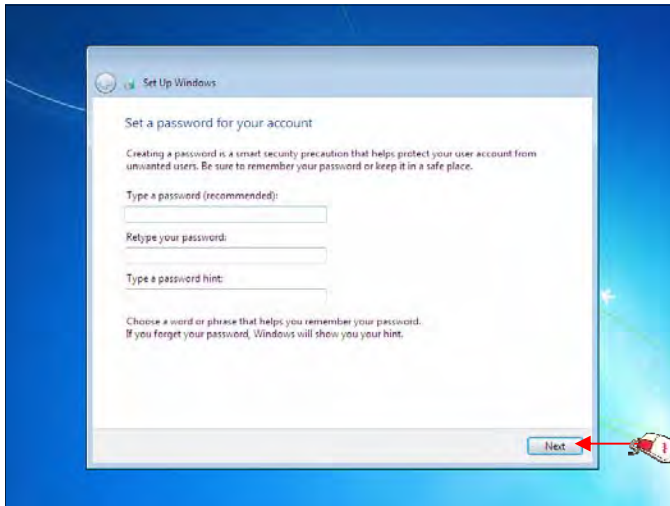 Set Up Windows
Set a password for your account
Creating a password is a smart security precaution that helps protect your user account from
unwanted users. Be sure to remember your password or keep it in a safe place.
Type a password (recommended):
Retype your password:
Type a password hint:
Choose a word or phrase that helps you remember your password.
If you forget your password, Windows will show you your hint.
Next